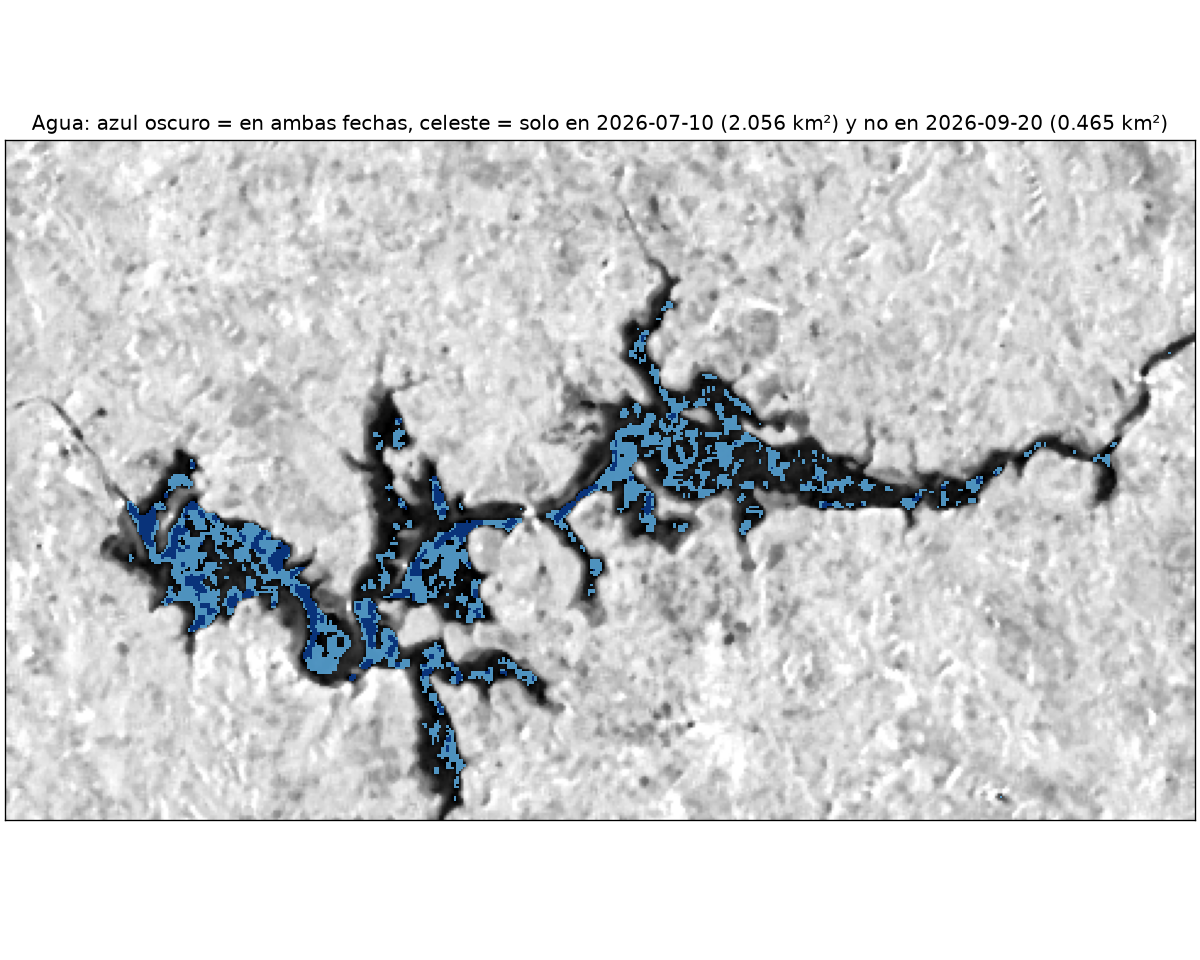 Agua: azul oscuro = en ambas fechas, celeste = solo en 2026-07-10 (2.056 km²) y no en 2026-09-20 (0.465 km²)